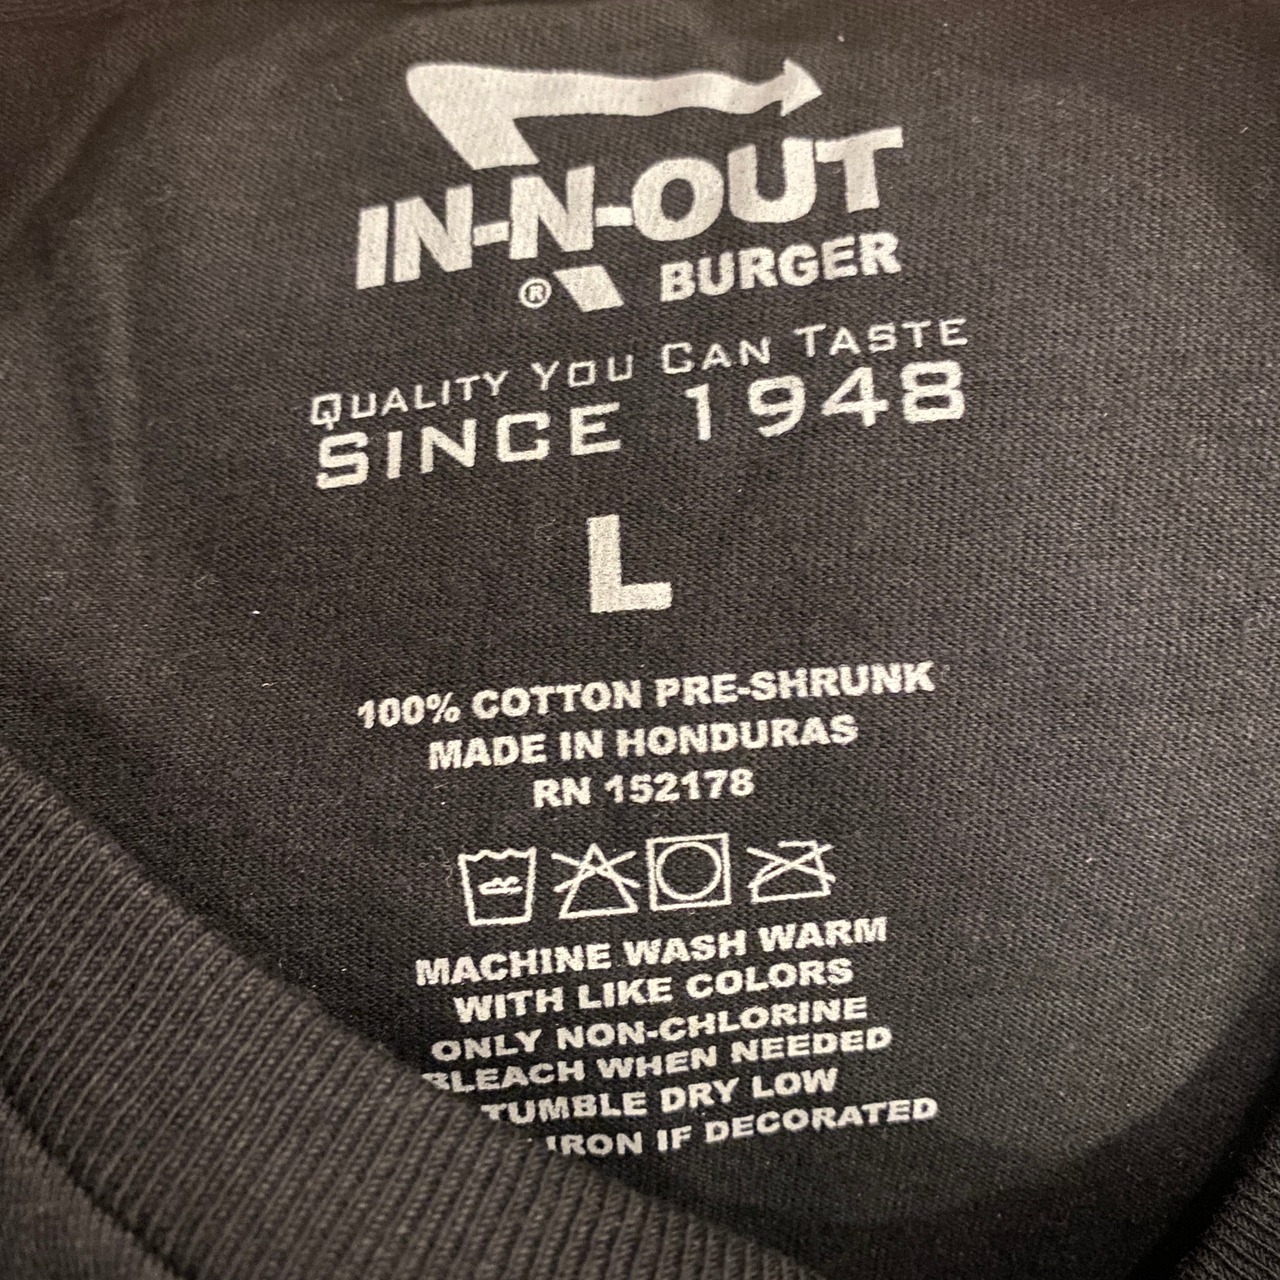 IN-N-OUT
® BURGER
QUALITY YOU CAN TASTE
SINCE 1948
L
100% COTTON PRE-SHRUNK
MADE IN HONDURAS
RN 152178
MACHINE WASH WARM
WITH LIKE COLORS
ONLY NON-CHLORINE
BLEACH WHEN NEEDED
TUMBLE DRY LOW
IRON IF DECORATED